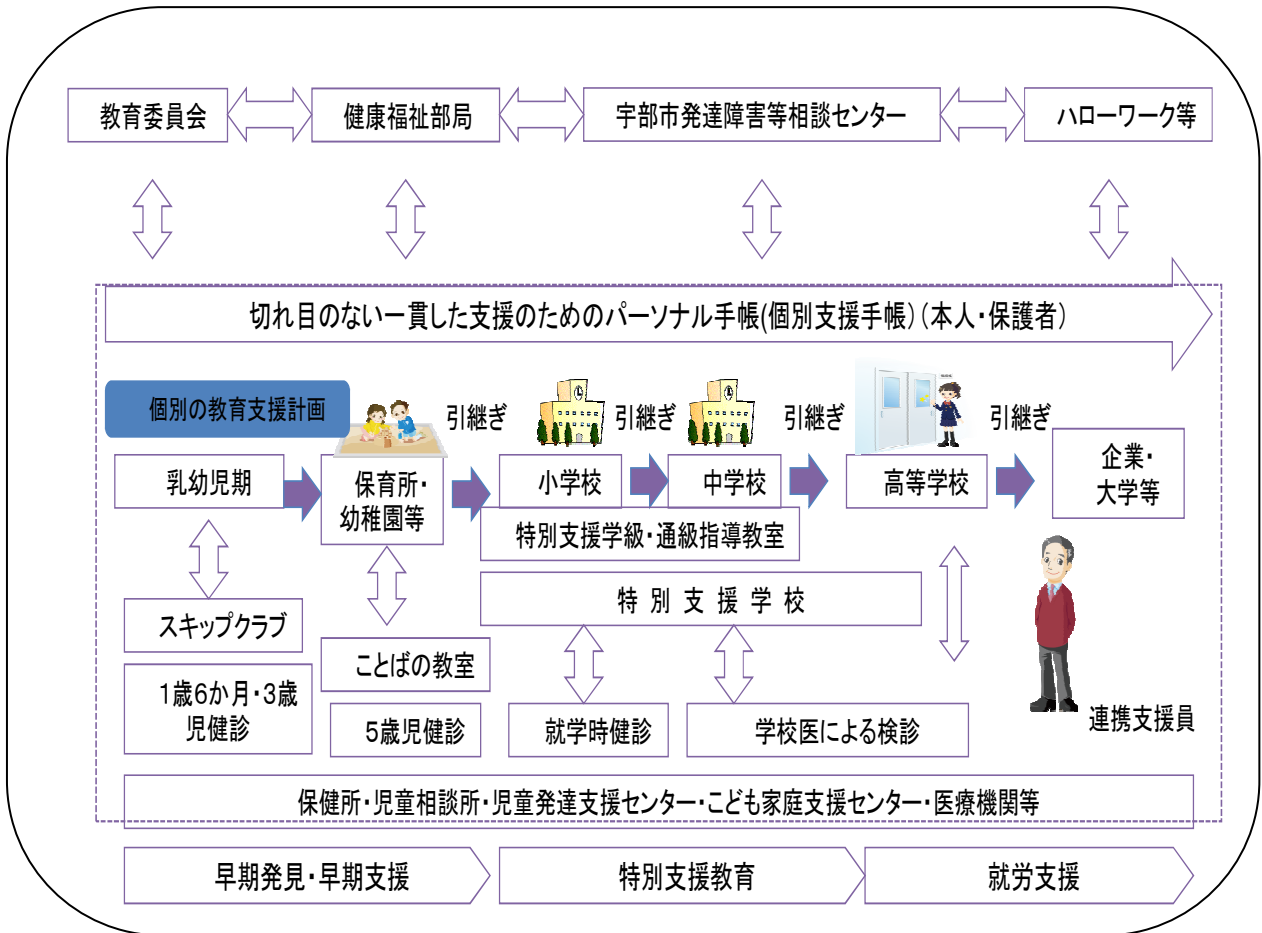 教育委員会
健康福祉部局
宇部市発達障害等相談センター
ハローワーク等
切れ目のない一貫した支援のためのパーソナル手帳(個別支援手帳)(本人・保護者)
個別の教育支援計画
引継ぎ
引継ぎ
引継ぎ
引継ぎ
乳幼児期
保育所・
幼稚園等
小学校
中学校
高等学校
企業・
大学等
特別支援学級・通級指導教室
特別支援学校
スキップクラブ
ことばの教室
1歳6か月・3歳
児健診
5歳児健診
就学時健診
学校医による検診
連携支援員
保健所・児童相談所・児童発達支援センター・こども家庭支援センター・医療機関等
早期発見・早期支援
特別支援教育
就労支援